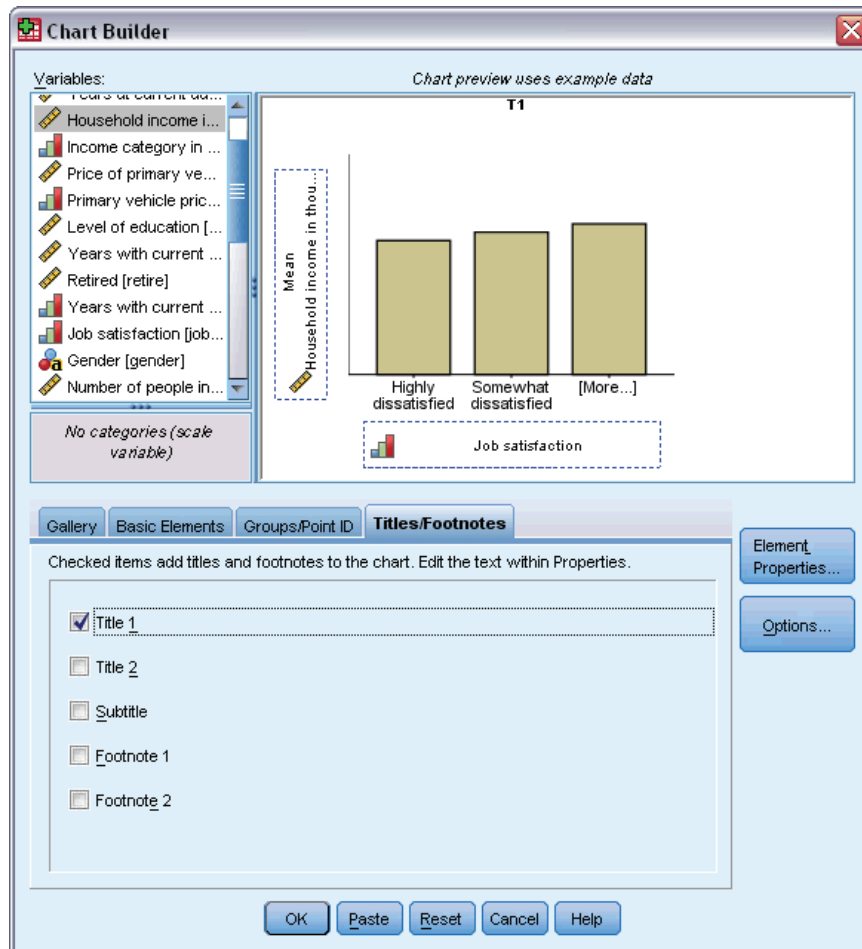 Chart Builder
Variables:
Chart preview uses example data
Household income i...
Income category in ...
Price of primary ve...
Primary vehicle pric...
Level of education [...
Years with current ...
Retired [retire]
Years with current ...
Job satisfaction [job...
Gender [gender]
Number of people in...
No categories (scale
variable)
T1
Mean
Household income in thou...
Highly
dissatisfied
Somewhat
dissatisfied
[More...]
Job satisfaction
Gallery
Basic Elements
Groups/Point ID
Titles/Footnotes
Checked items add titles and footnotes to the chart. Edit the text within Properties.
Title 1
Title 2
Subtitle
Footnote 1
Footnote 2
Element
Properties...
Options...
OK
Paste
Reset
Cancel
Help